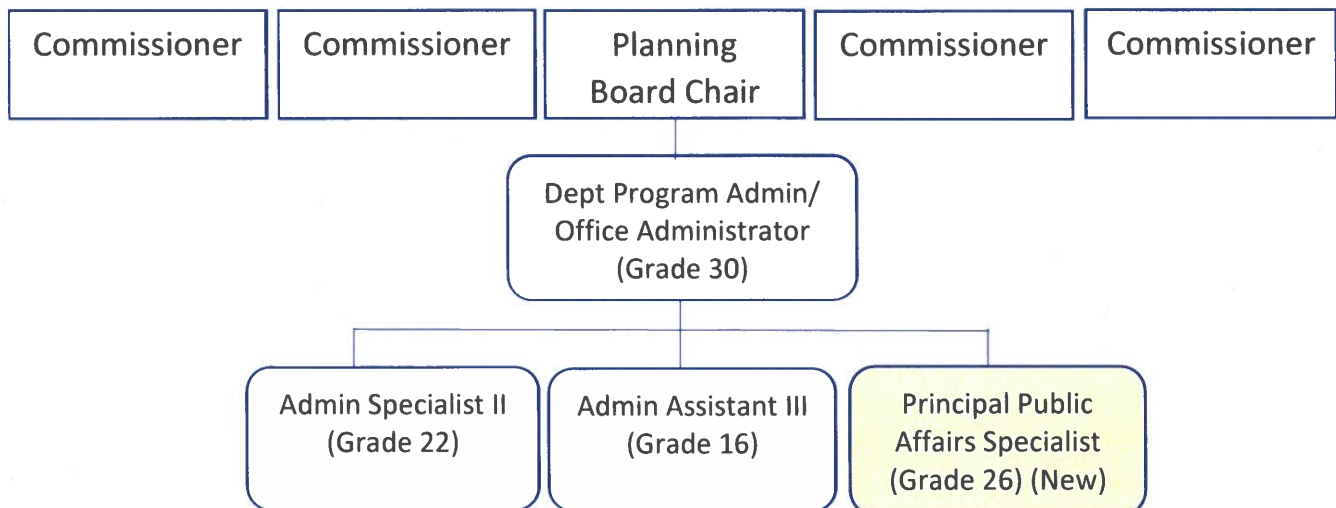 Commissioner
Commissioner
Planning
Board Chair
Commissioner
Commissioner
Dept Program Admin/
Office Administrator
(Grade 30)
Admin Specialist II
(Grade 22)
Admin Assistant III
(Grade 16)
Principal Public
Affairs Specialist
(Grade 26) (New)